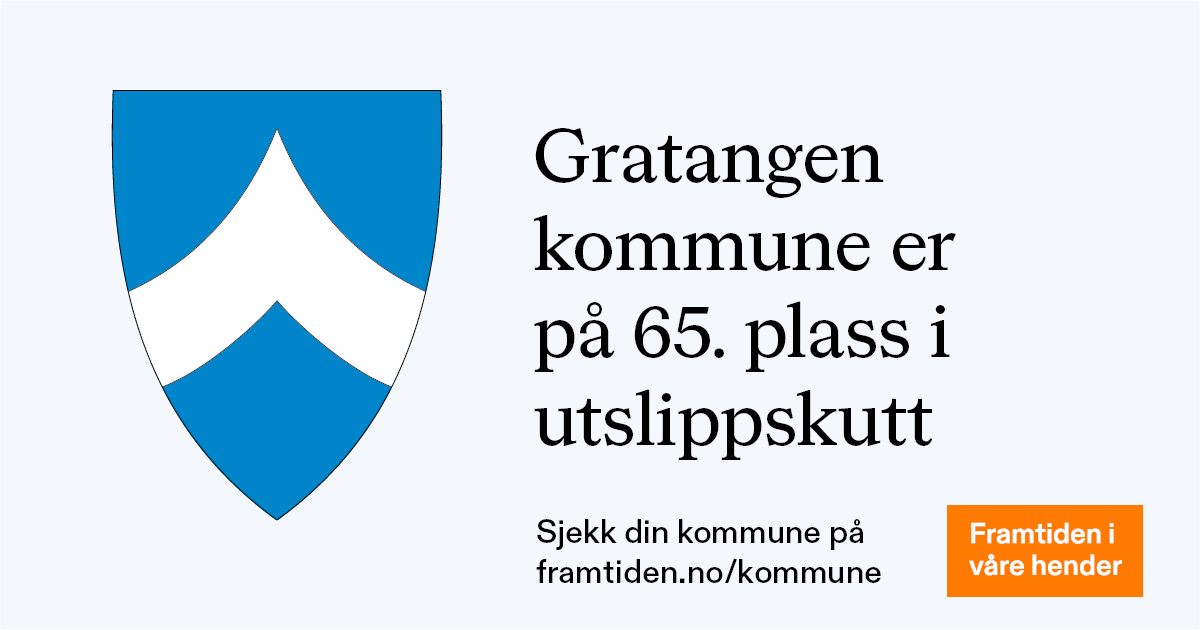 Gratangen
kommune er
på 65. plass i
utslippskutt
Sjekk din kommune på
framtiden.no/kommune
Framtiden i
våre hender